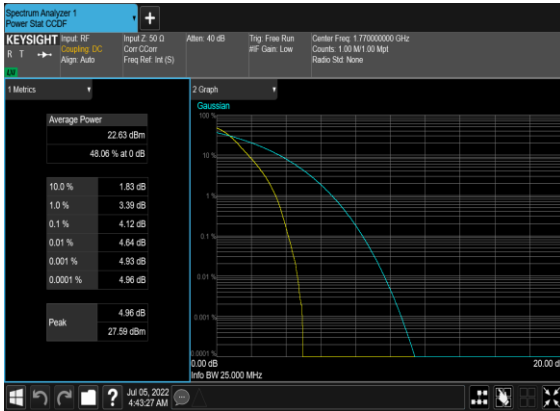 Spectrum Analyzer 1
Power Stat CCDF
KEYSIGHT
R T
LXI
Input: RF
Coupling: DC
Align: Auto
Input Z: 50 Ω
Corr CCorr
Freq Ref: Int (S)
Atten: 40 dB
Trig: Free Run
#IF Gain: Low
Center Freq: 1.770000000 GHz
Counts: 1.00 M/1.00 Mpt
Radio Std: None
1 Metrics
Average Power
22.63 dBm
48.06 % at 0 dB
10.0 % 1.83 dB
1.0 % 3.39 dB
0.1 % 4.12 dB
0.01 % 4.64 dB
0.001 % 4.93 dB
0.0001 % 4.96 dB
Peak
4.96 dB
27.59 dBm
2 Graph
Gaussian
100 %
10 %
1 %
0.1 %
0.01 %
0.001 %
0.0001 %
0.00 dB
20.00 d
Info BW 25.000 MHz
?
Jul 05, 2022
4:43:27 AM